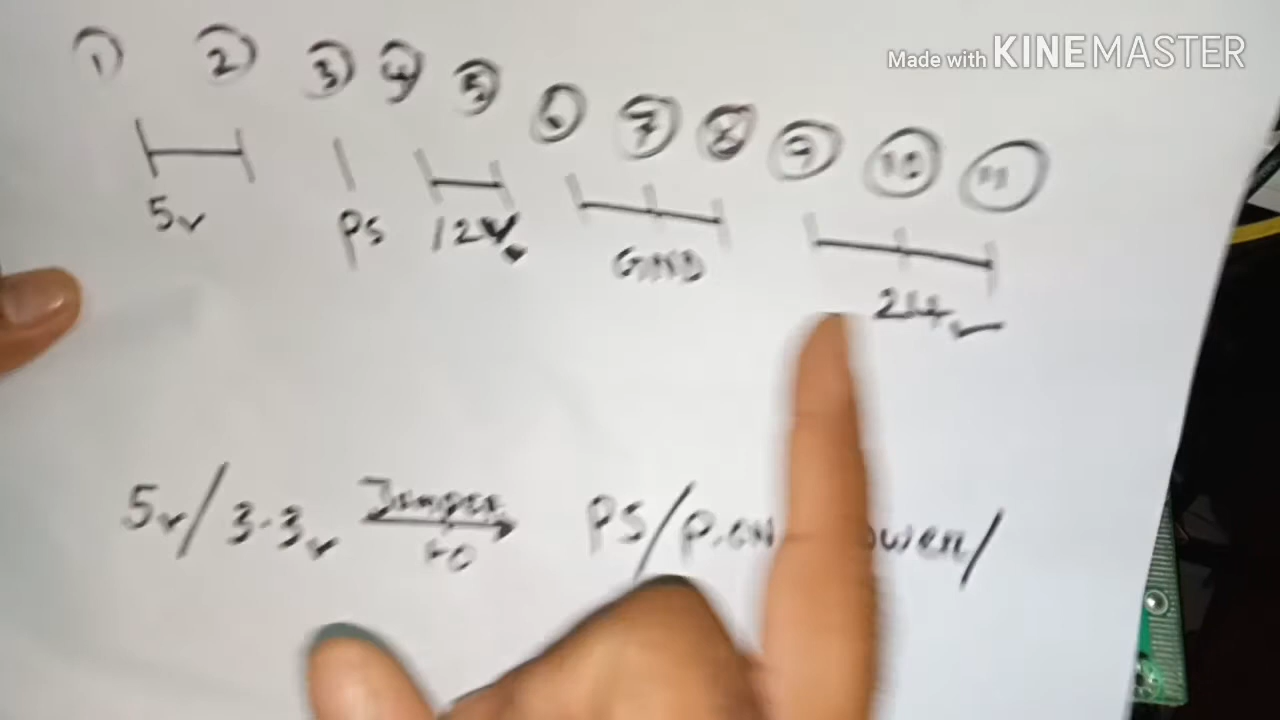 Made with KINEMASTER
1 2 3 4 5 6 7 8 9 10 11
5v PS 12v GND 24v
5v/3.3v Jumper to PS/P.ON